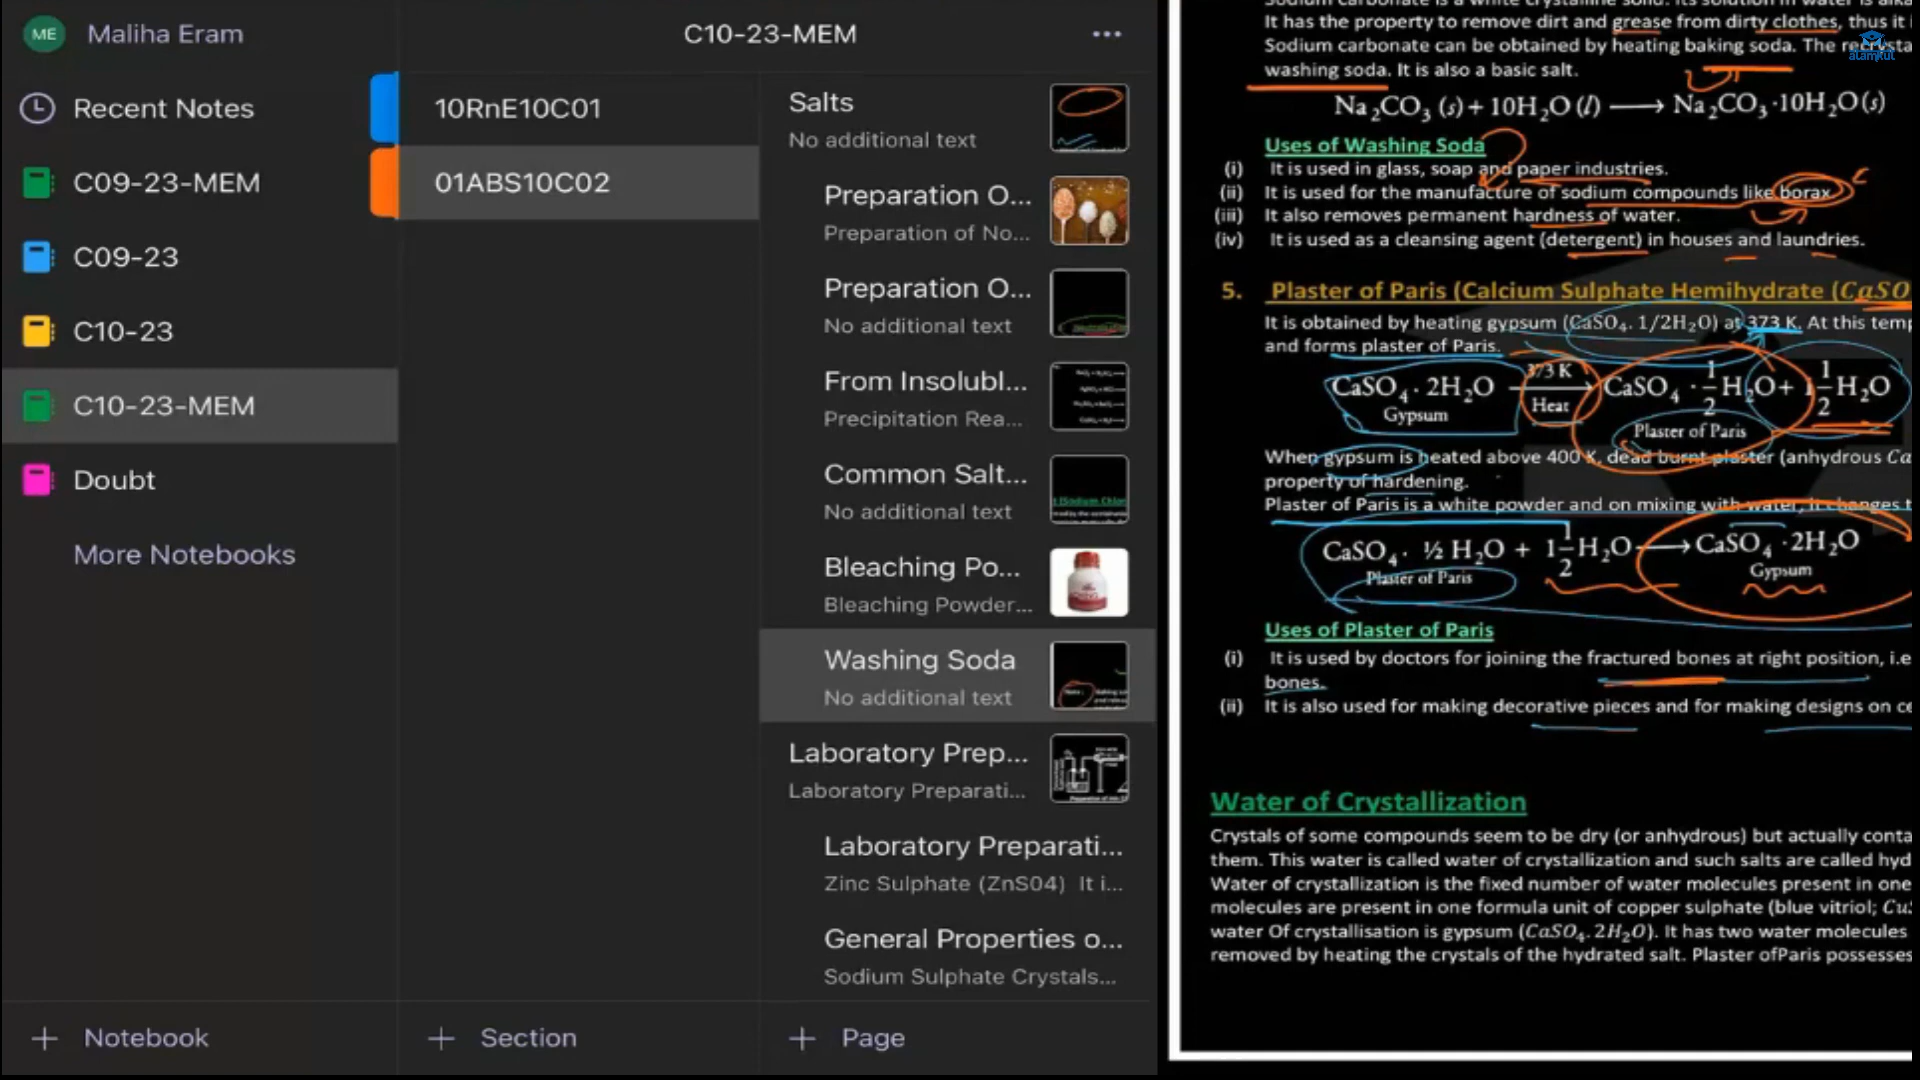 ME Maliha Eram
Recent Notes
C09-23-MEM
C09-23
C10-23
C10-23-MEM
Doubt
More Notebooks
+ Notebook
C10-23-MEM ...
10RnE10C01
01ABS10C02
+ Section
Salts
No additional text
Preparation O...
Preparation of No...
Preparation O...
No additional text
From Insolubl...
Precipitation Rea...
Common Salt...
No additional text
Bleaching Po...
Bleaching Powder...
Washing Soda
No additional text
Laboratory Prep...
Laboratory Preparati...
Laboratory Preparati...
Zinc Sulphate (ZnS04) It i...
General Properties o...
Sodium Sulphate Crystals...
+ Page
It has the property to remove dirt and grease from dirty clothes, thus it i
Sodium carbonate can be obtained by heating baking soda. The recrysta
washing soda. It is also a basic salt.
Na₂CO₃ (s) + 10H₂O (l) ⟶ Na₂CO₃·10H₂O(s)
Uses of Washing Soda
(i) It is used in glass, soap and paper industries.
(ii) It is used for the manufacture of sodium compounds like borax
(iii) It also removes permanent hardness of water.
(iv) It is used as a cleansing agent (detergent) in houses and laundries.
5. Plaster of Paris (Calcium Sulphate Hemihydrate (CaSO
It is obtained by heating gypsum (CaSO₄. 1/2H₂O) at 373 K. At this temp
and forms plaster of Paris.
373 K
CaSO₄ · 2H₂O ⟶ CaSO₄ · 1/2 H₂O + 1 1/2 H₂O
Gypsum Heat Plaster of Paris
When gypsum is heated above 400 K, dead burnt plaster (anhydrous Ca
property of hardening.
Plaster of Paris is a white powder and on mixing with water, it changes t
CaSO₄· ½ H₂O + 1 1/2 H₂O ⟶ CaSO₄ ·2H₂O
Plaster of Paris Gypsum
Uses of Plaster of Paris
(i) It is used by doctors for joining the fractured bones at right position, i.e
bones.
(ii) It is also used for making decorative pieces and for making designs on ce
Water of Crystallization
Crystals of some compounds seem to be dry (or anhydrous) but actually conta
them. This water is called water of crystallization and such salts are called hyd
Water of crystallization is the fixed number of water molecules present in one
molecules are present in one formula unit of copper sulphate (blue vitriol; CuS
water Of crystallisation is gypsum (CaSO₄.2H₂O). It has two water molecules
removed by heating the crystals of the hydrated salt. Plaster ofParis possesses